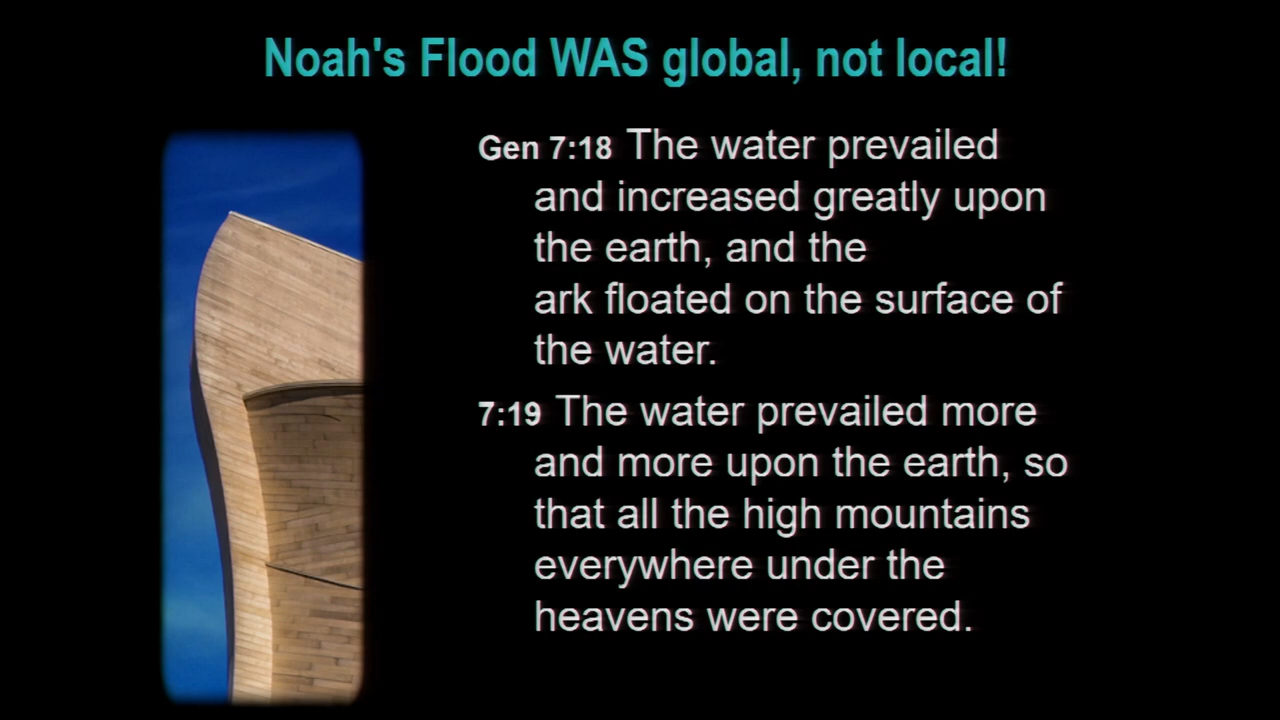 Noah's Flood WAS global, not local!
Gen 7:18 The water prevailed
and increased greatly upon
the earth, and the
ark floated on the surface of
the water.
7:19 The water prevailed more
and more upon the earth, so
that all the high mountains
everywhere under the
heavens were covered.